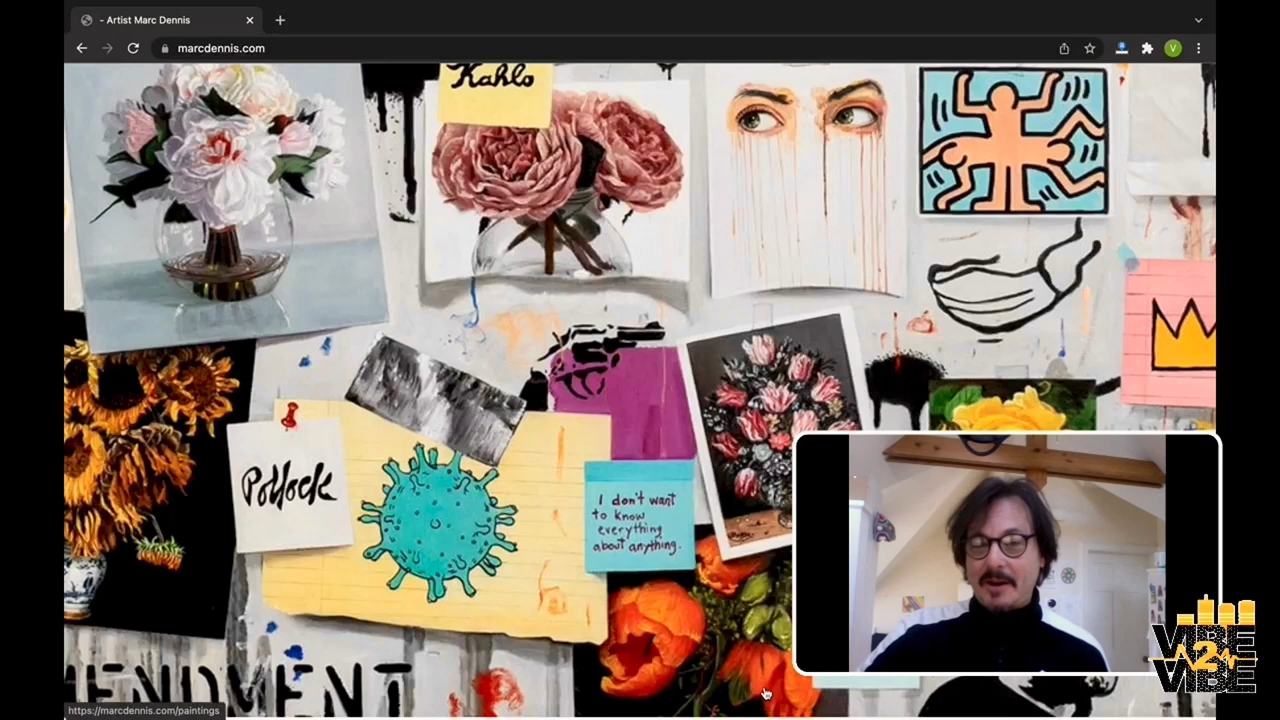 - Artist Marc Dennis
marcdennis.com
V
Kahlo
Pollock
I don't want
to know
everything
about anything.
MENDMENT
https://marcdennis.com/paintings
VIBE
2
VIBE